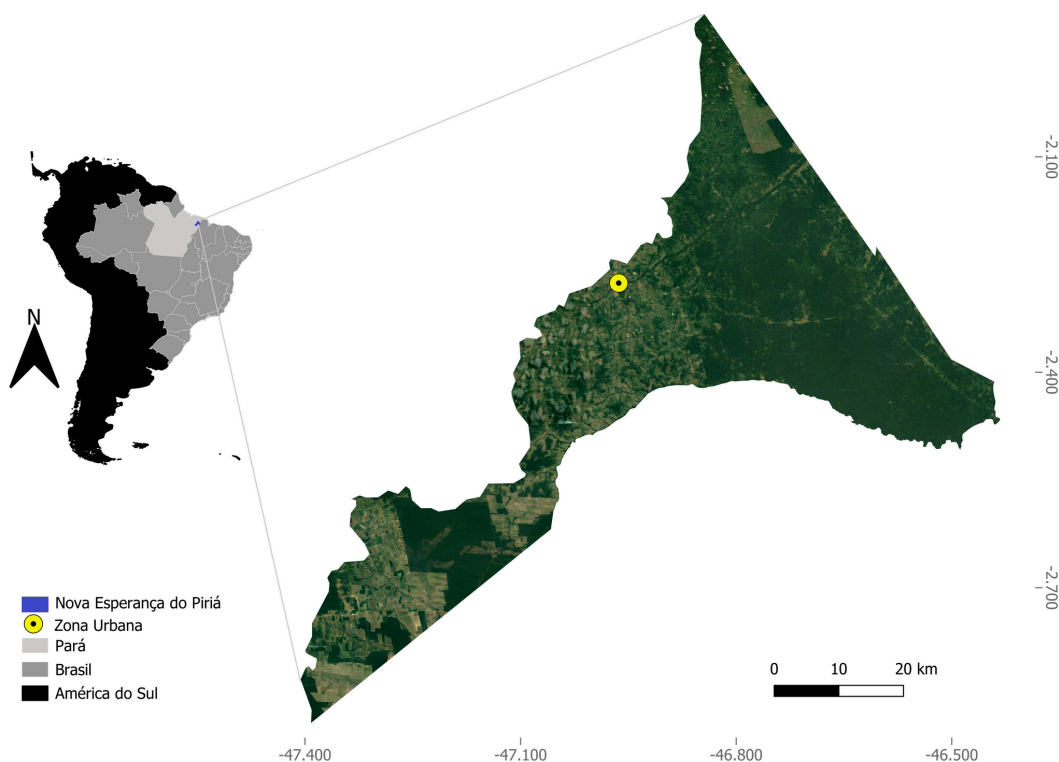 -2.100
N
-2.400
-2.700
Nova Esperança do Piriá
Zona Urbana
Pará
Brasil
América do Sul
0 10 20 km
-47.400 -47.100 -46.800 -46.500